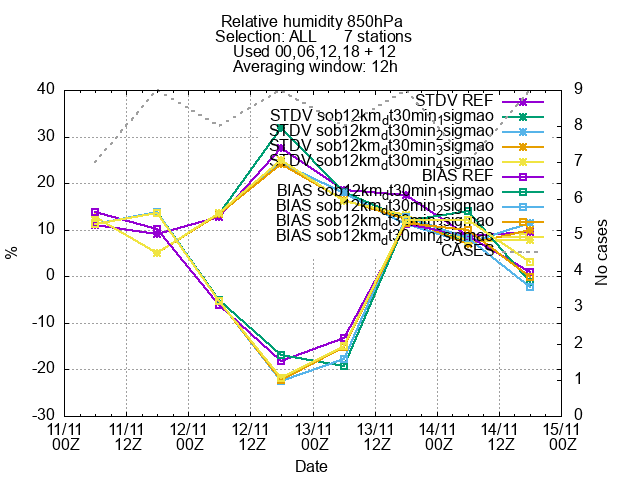 Relative humidity 850hPa
Selection: ALL 7 stations
Used 00,06,12,18 + 12
Averaging window: 12h
40
30
20
10
0
-10
-20
-30
%
9
8
7
6
5
4
3
2
1
0
No cases
STDV REF
STDV sob12km_dt30min_1sigmao
STDV sob12km_dt30min_2sigmao
STDV sob12km_dt30min_3sigmao
STDV sob12km_dt30min_4sigmao
BIAS REF
BIAS sob12km_dt30min_1sigmao
BIAS sob12km_dt30min_2sigmao
BIAS sob12km_dt30min_3sigmao
BIAS sob12km_dt30min_4sigmao
CASES
11/11 11/11 12/11 12/11 13/11 13/11 14/11 14/11 15/11
00Z 12Z 00Z 12Z 00Z 12Z 00Z 12Z 00Z
Date